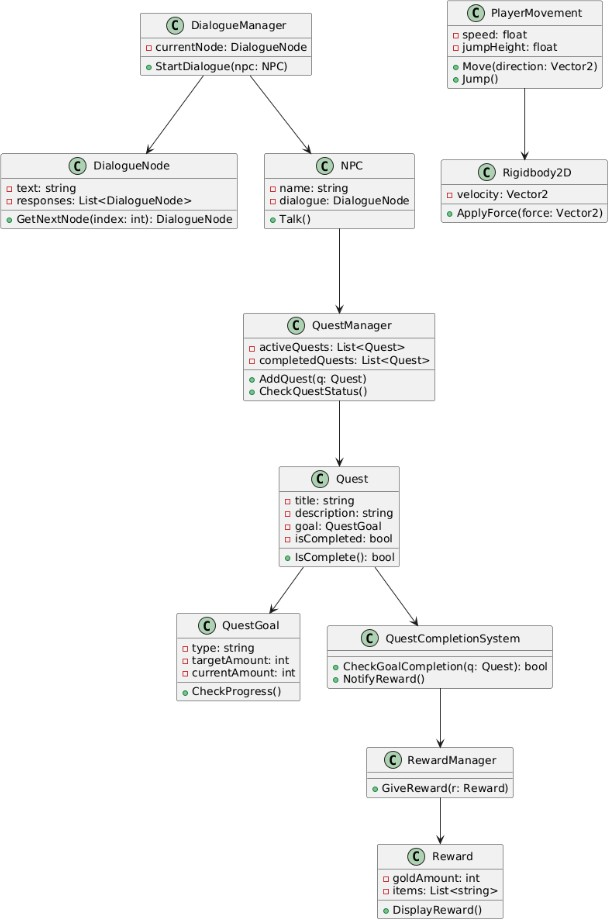 C DialogueManager
currentNode: DialogueNode
StartDialogue(npc: NPC)
C PlayerMovement
speed: float
jumpHeight: float
Move(direction: Vector2)
Jump()
C DialogueNode
text: string
responses: List<DialogueNode>
GetNextNode(index: int): DialogueNode
C NPC
name: string
dialogue: DialogueNode
Talk()
C Rigidbody2D
velocity: Vector2
ApplyForce(force: Vector2)
C QuestManager
activeQuests: List<Quest>
completedQuests: List<Quest>
AddQuest(q: Quest)
CheckQuestStatus()
C Quest
title: string
description: string
goal: QuestGoal
isCompleted: bool
IsComplete(): bool
C QuestGoal
type: string
targetAmount: int
currentAmount: int
CheckProgress()
C QuestCompletionSystem
CheckGoalCompletion(q: Quest): bool
NotifyReward()
C RewardManager
GiveReward(r: Reward)
C Reward
goldAmount: int
items: List<string>
DisplayReward()